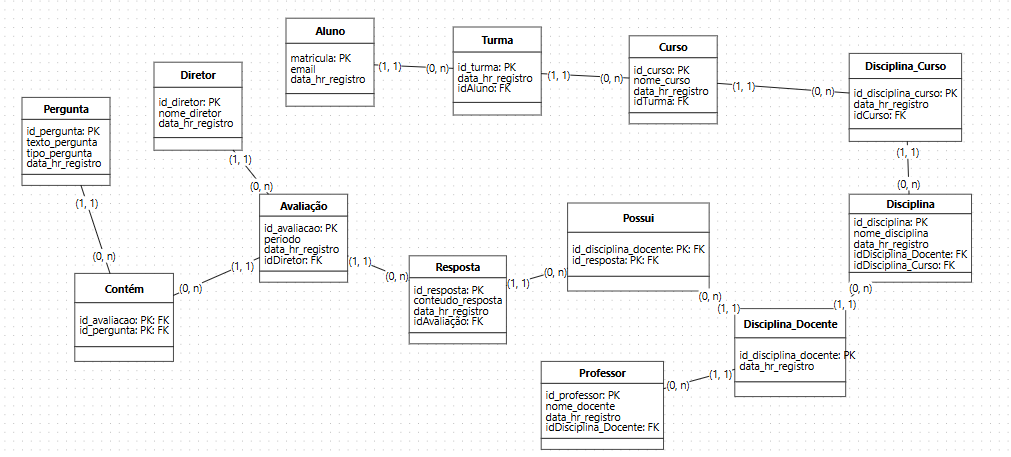 Aluno
matricula: PK
email
data_hr_registro
(1, 1)
(0, n)
Turma
id_turma: PK
data_hr_registro
idAluno: FK
(1, 1)
(0, n)
Curso
id_curso: PK
nome_curso
data_hr_registro
idTurma: FK
(1, 1)
(0, n)
Disciplina_Curso
id_disciplina_curso: PK
data_hr_registro
idCurso: FK
(1, 1)
(0, n)
Diretor
id_diretor: PK
nome_diretor
data_hr_registro
(1, 1)
(0, n)
Pergunta
id_pergunta: PK
texto_pergunta
tipo_pergunta
data_hr_registro
(1, 1)
(0, n)
Avaliação
id_avaliacao: PK
periodo
data_hr_registro
idDiretor: FK
(1, 1)
(0, n)
(1, 1)
(0, n)
Contém
id_avaliacao: PK: FK
id_pergunta: PK: FK
Resposta
id_resposta: PK
conteudo_resposta
data_hr_registro
idAvaliação: FK
(1, 1)
(0, n)
Possui
id_disciplina_docente: PK: FK
id_resposta: PK: FK
(0, n)
(1, 1)
Disciplina
id_disciplina: PK
nome_disciplina
data_hr_registro
idDisciplina_Docente: FK
idDisciplina_Curso: FK
(0, n)
(1, 1)
Disciplina_Docente
id_disciplina_docente: PK
data_hr_registro
(1, 1)
(0, n)
Professor
id_professor: PK
nome_docente
data_hr_registro
idDisciplina_Docente: FK